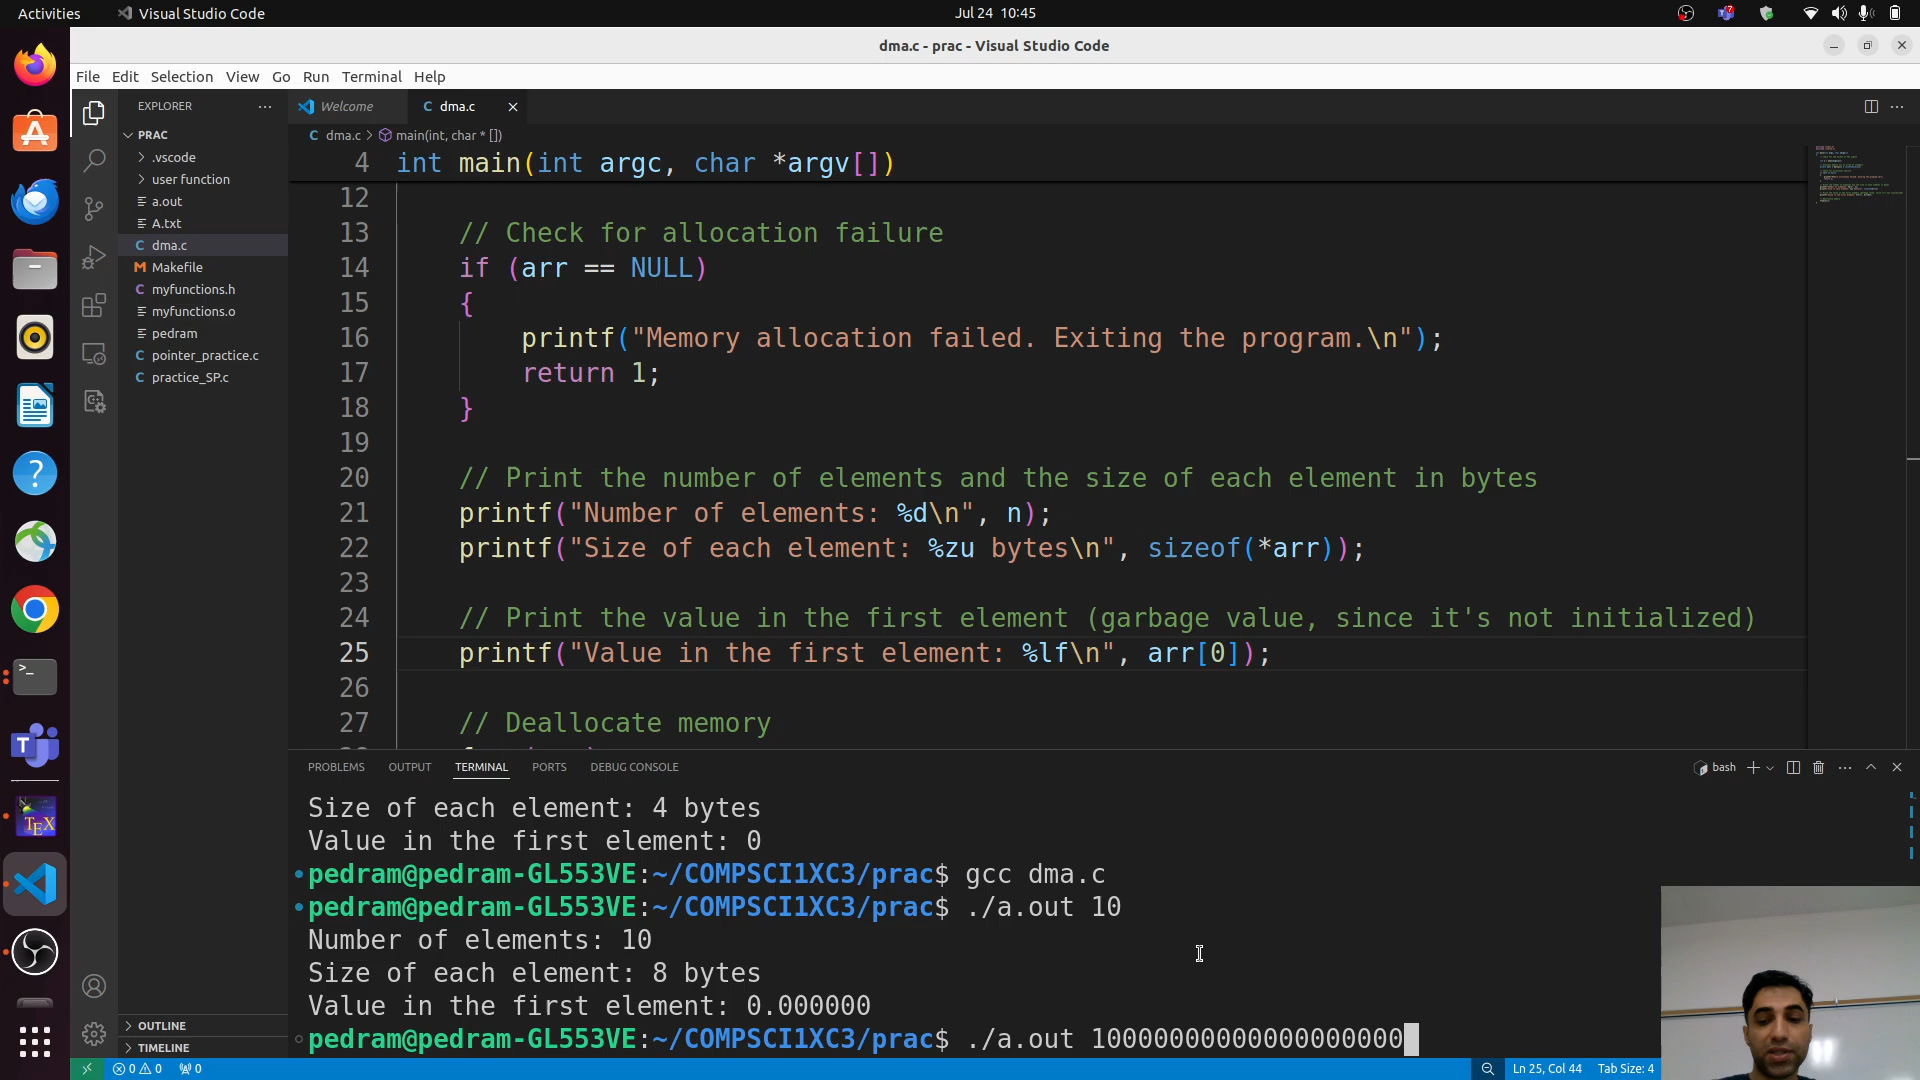 Activities
Visual Studio Code
Jul 24 10:45
dma.c - prac - Visual Studio Code
File Edit Selection View Go Run Terminal Help
EXPLORER
PRAC
.vscode
user function
a.out
A.txt
dma.c
Makefile
myfunctions.h
myfunctions.o
pedram
pointer_practice.c
practice_SP.c
OUTLINE
TIMELINE
Welcome
dma.c
dma.c > main(int, char * [])
4 int main(int argc, char *argv[])
12
13 // Check for allocation failure
14 if (arr == NULL)
15 {
16 printf("Memory allocation failed. Exiting the program.\n");
17 return 1;
18 }
19
20 // Print the number of elements and the size of each element in bytes
21 printf("Number of elements: %d\n", n);
22 printf("Size of each element: %zu bytes\n", sizeof(*arr));
23
24 // Print the value in the first element (garbage value, since it's not initialized)
25 printf("Value in the first element: %lf\n", arr[0]);
26
27 // Deallocate memory
PROBLEMS OUTPUT TERMINAL PORTS DEBUG CONSOLE
bash
Size of each element: 4 bytes
Value in the first element: 0
pedram@pedram-GL553VE:~/COMPSCI1XC3/prac$ gcc dma.c
pedram@pedram-GL553VE:~/COMPSCI1XC3/prac$ ./a.out 10
Number of elements: 10
Size of each element: 8 bytes
Value in the first element: 0.000000
pedram@pedram-GL553VE:~/COMPSCI1XC3/prac$ ./a.out 10000000000000000000
0 0 0
Ln 25, Col 44 Tab Size: 4